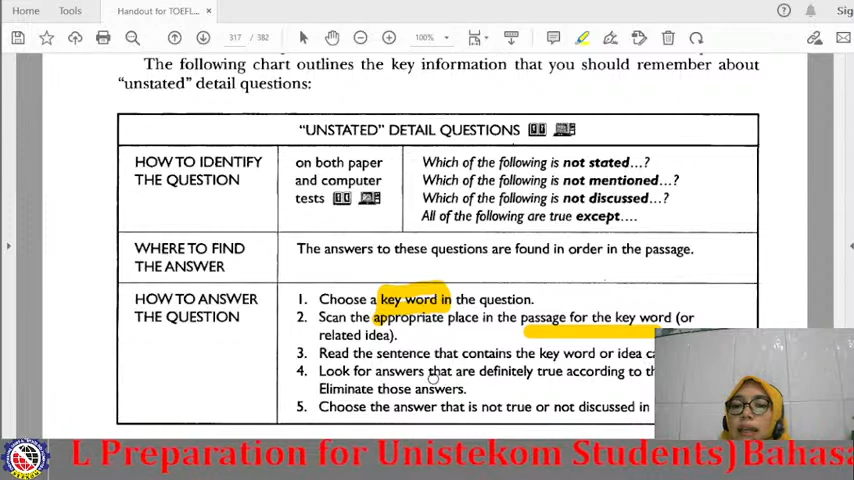 Home Tools Handout for TOEFL... × Sig
317 / 382 100%
The following chart outlines the key information that you should remember about
"unstated" detail questions:
"UNSTATED" DETAIL QUESTIONS
HOW TO IDENTIFY
THE QUESTION
on both paper
and computer
tests
Which of the following is not stated...?
Which of the following is not mentioned...?
Which of the following is not discussed...?
All of the following are true except....
WHERE TO FIND
THE ANSWER
The answers to these questions are found in order in the passage.
HOW TO ANSWER
THE QUESTION
1. Choose a key word in the question.
2. Scan the appropriate place in the passage for the key word (or
related idea).
3. Read the sentence that contains the key word or idea
4. Look for answers that are definitely true according to
Eliminate those answers.
5. Choose the answer that is not true or not discussed in
L Preparation for Unistekom Students)Bahasa